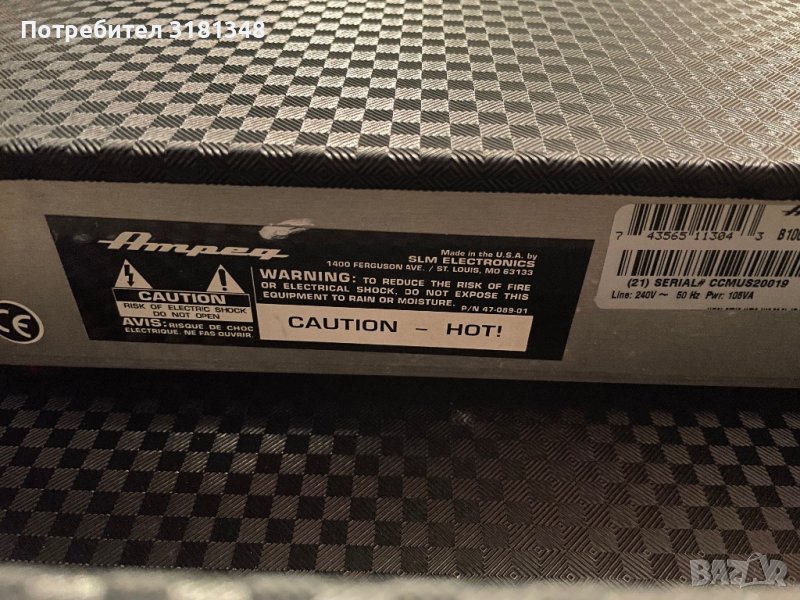 Потребител 3181348
Ampeg
Made in the U.S.A. by
SLM ELECTRONICS
1400 FERGUSON AVE. / ST. LOUIS, MO 63133
CAUTION
RISK OF ELECTRIC SHOCK
DO NOT OPEN
AVIS: RISQUE DE CHOC
ELECTRIQUE. NE PAS OUVRIR.
WARNING: TO REDUCE THE RISK OF FIRE
OR ELECTRICAL SHOCK, DO NOT EXPOSE THIS
EQUIPMENT TO RAIN OR MOISTURE.
P/N 47-089-01
CAUTION - HOT!
CE
7 43565 11304 3
(21) SERIAL# CCMUS20019
Line: 240V ~ 50 Hz Pwr: 108VA
BAZAR